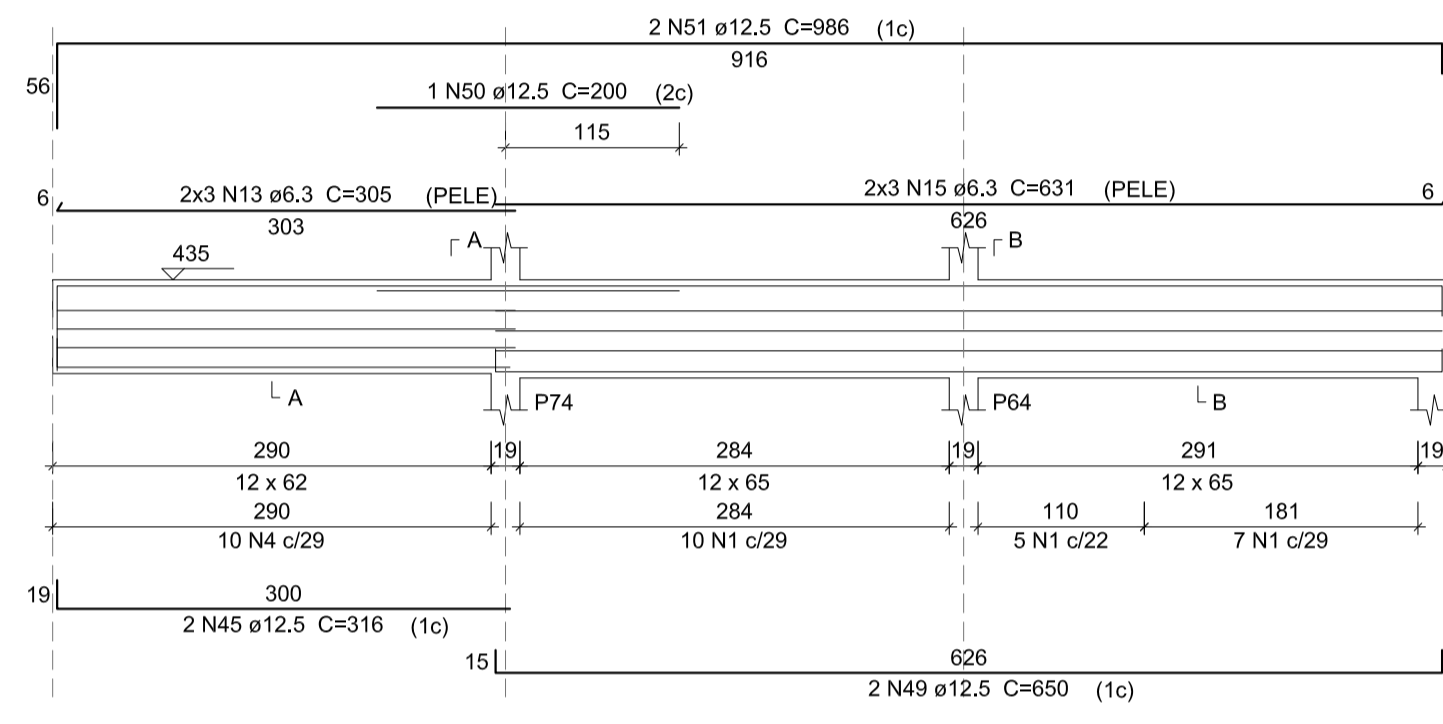 2 N51 ø12.5 C=986 (1c)
916
56
1 N50 ø12.5 C=200 (2c)
115
6 2x3 N13 ø6.3 C=305 (PELE) 2x3 N15 ø6.3 C=631 (PELE) 6
303 626
A B
435
A P74 P64 B
290 19 284 19 291 19
12 x 62 12 x 65 12 x 65
290 284 110 181
10 N4 c/29 10 N1 c/29 5 N1 c/22 7 N1 c/29
19 300
2 N45 ø12.5 C=316 (1c)
15 626
2 N49 ø12.5 C=650 (1c)